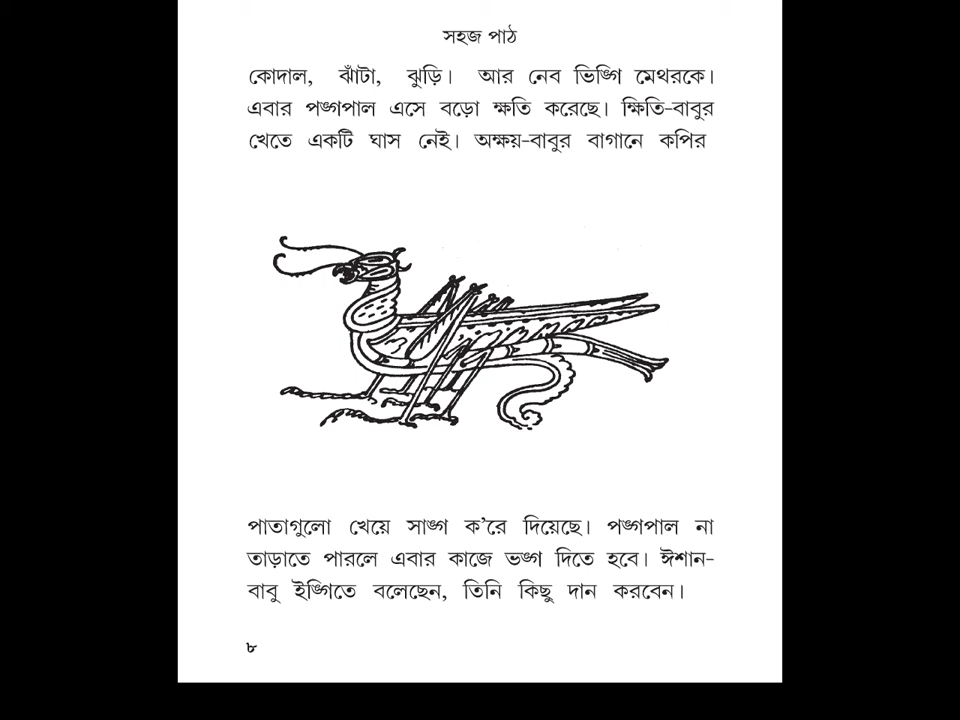 সহজ পাঠ
কোদাল, ঝাঁটা, ঝুড়ি। আর নেব ভিঙ্গি মেথরকে।
এবার পঙ্গপাল এসে বড়ো ক্ষতি করেছে। ক্ষিতি-বাবুর
খেতে একটি ঘাস নেই। অক্ষয়-বাবুর বাগানে কপির
পাতাগুলো খেয়ে সাঙ্গ ক’রে দিয়েছে। পঙ্গপাল না
তাড়াতে পারলে এবার কাজে ভঙ্গ দিতে হবে। ঈশান-
বাবু ইঙ্গিতে বলেছেন, তিনি কিছু দান করবেন।
৮